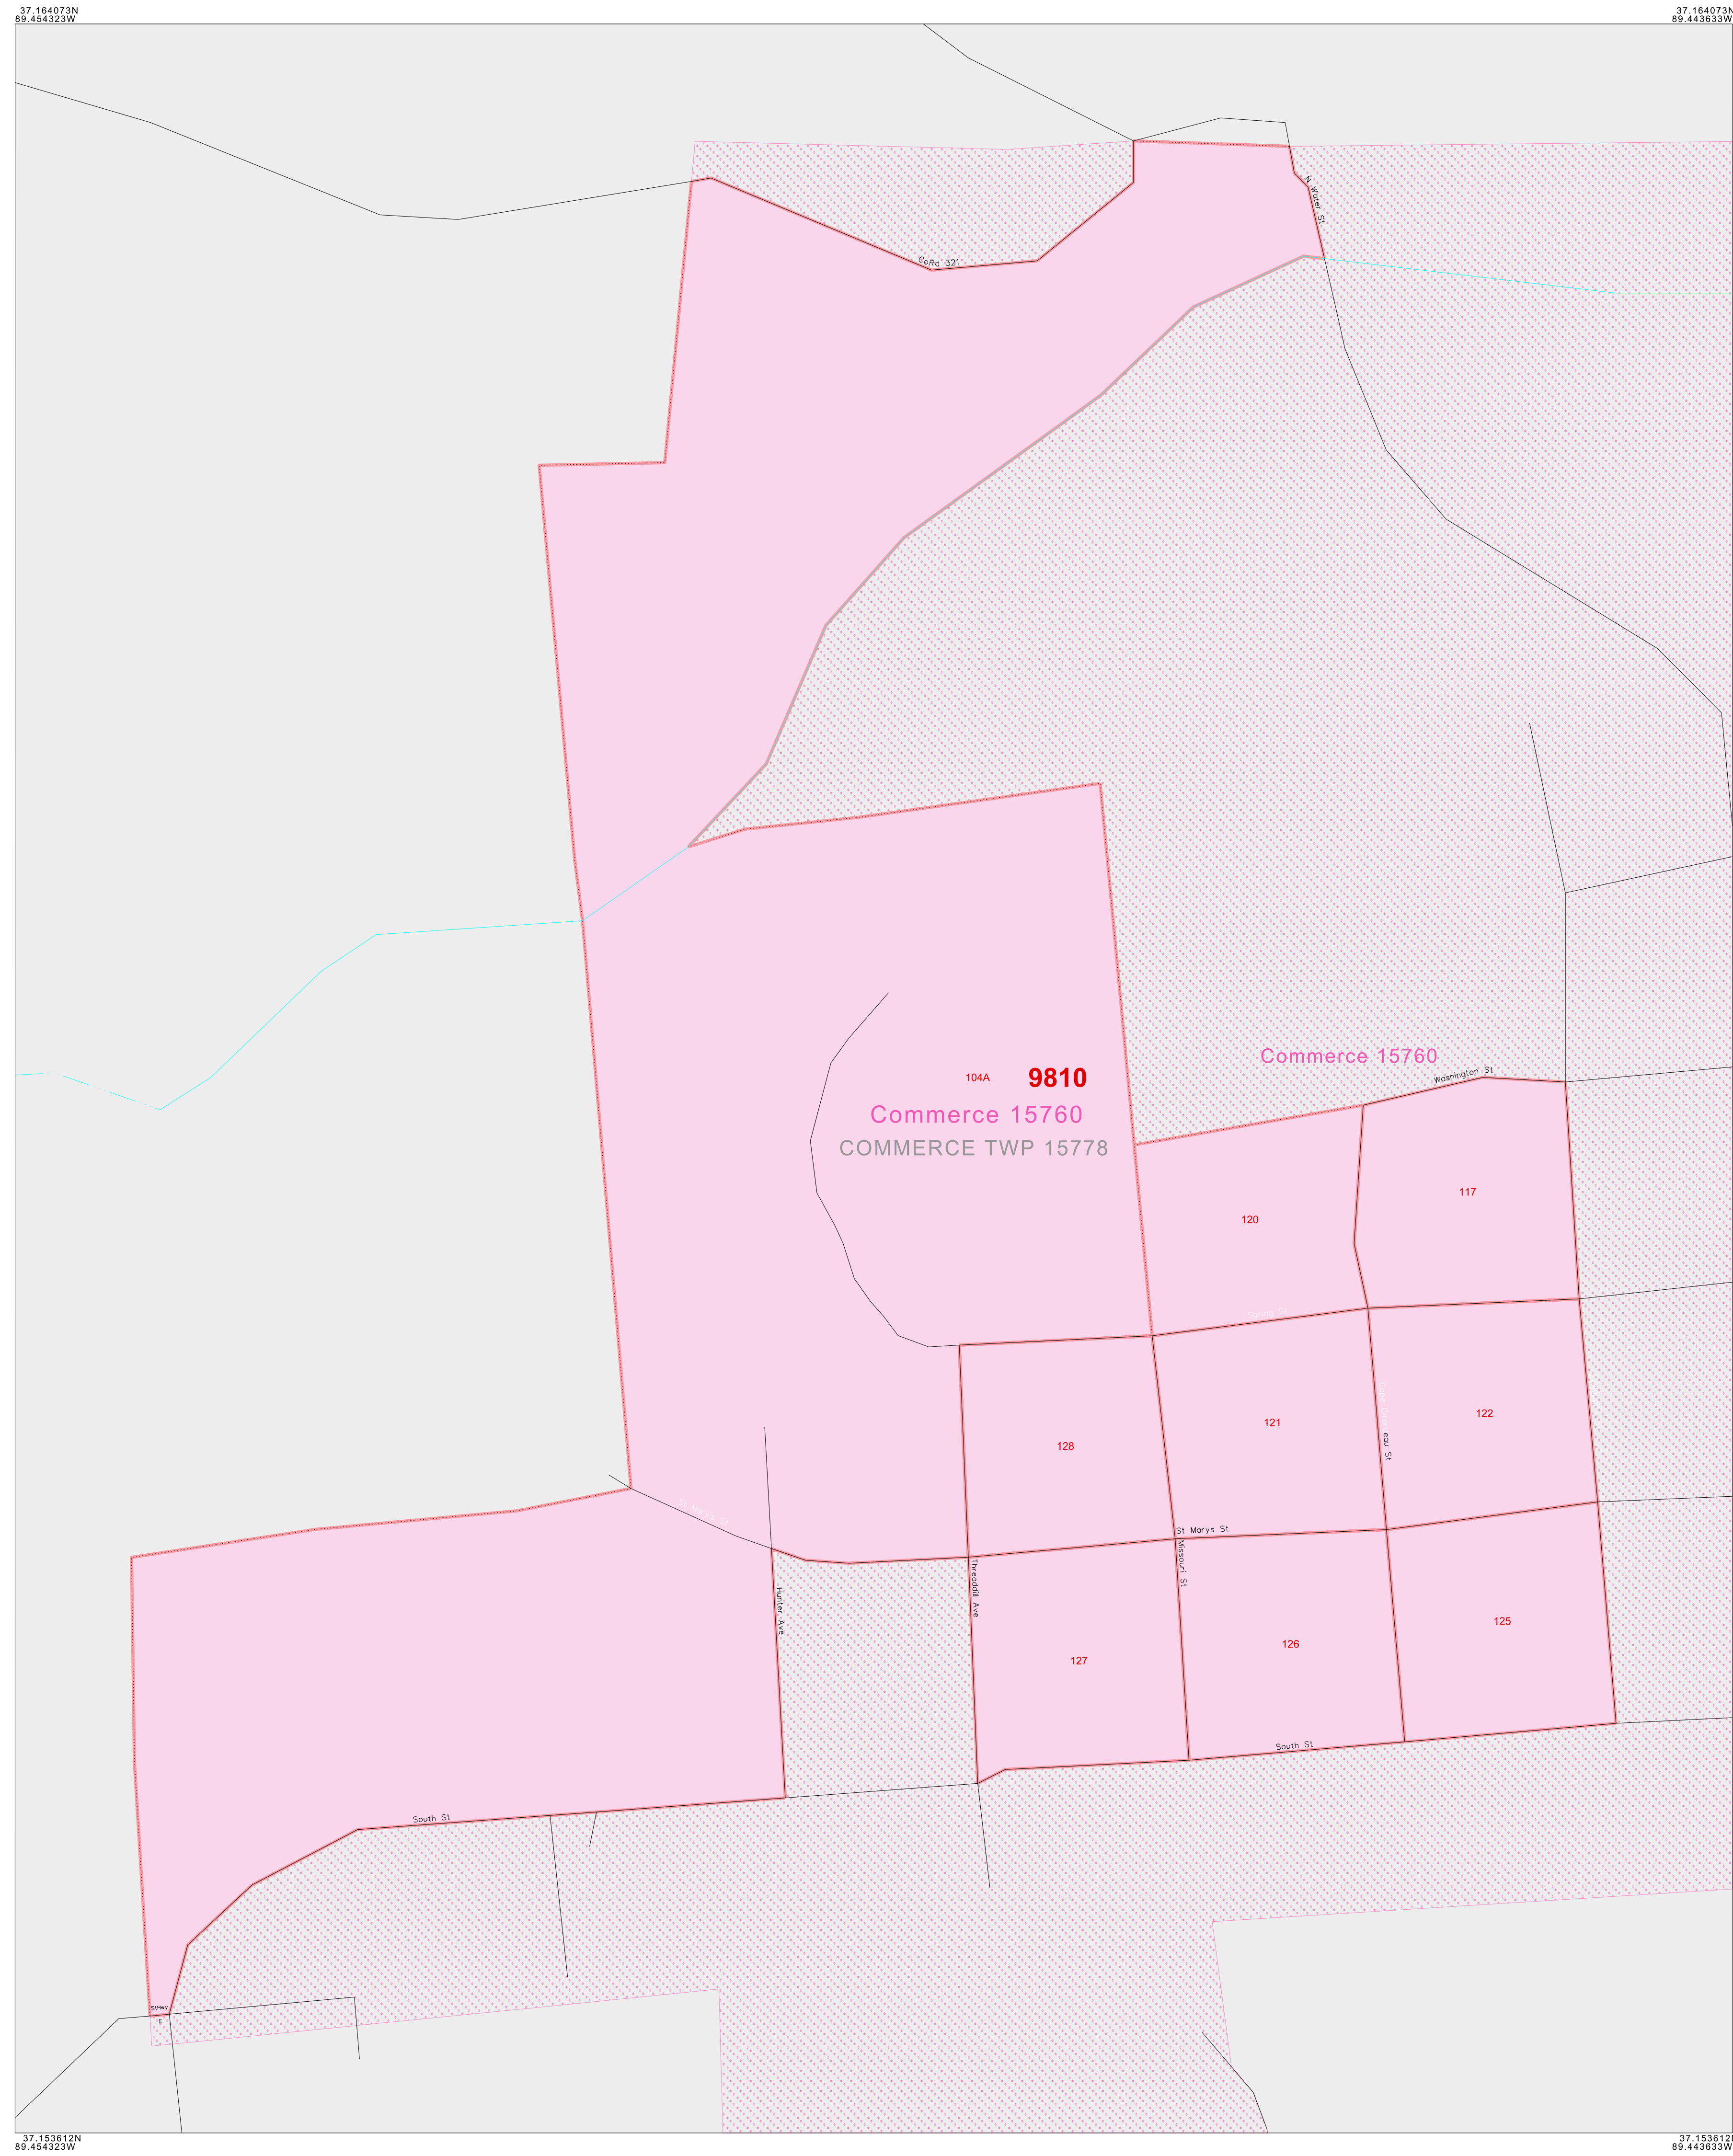 37.164073N
89.454323W
37.164073N
89.443633W
N Water St
CoRd 321
Commerce 15760
Washington St
104A
9810
Commerce 15760
COMMERCE TWP 15778
117
120
Spring St
122
121
eau St
128
St Marys St
St Marys St
Missouri St
Threadgill Ave
Hunter Ave
125
126
127
South St
South St
StHwy
E
37.153612N
89.454323W
37.153612
89.443633W